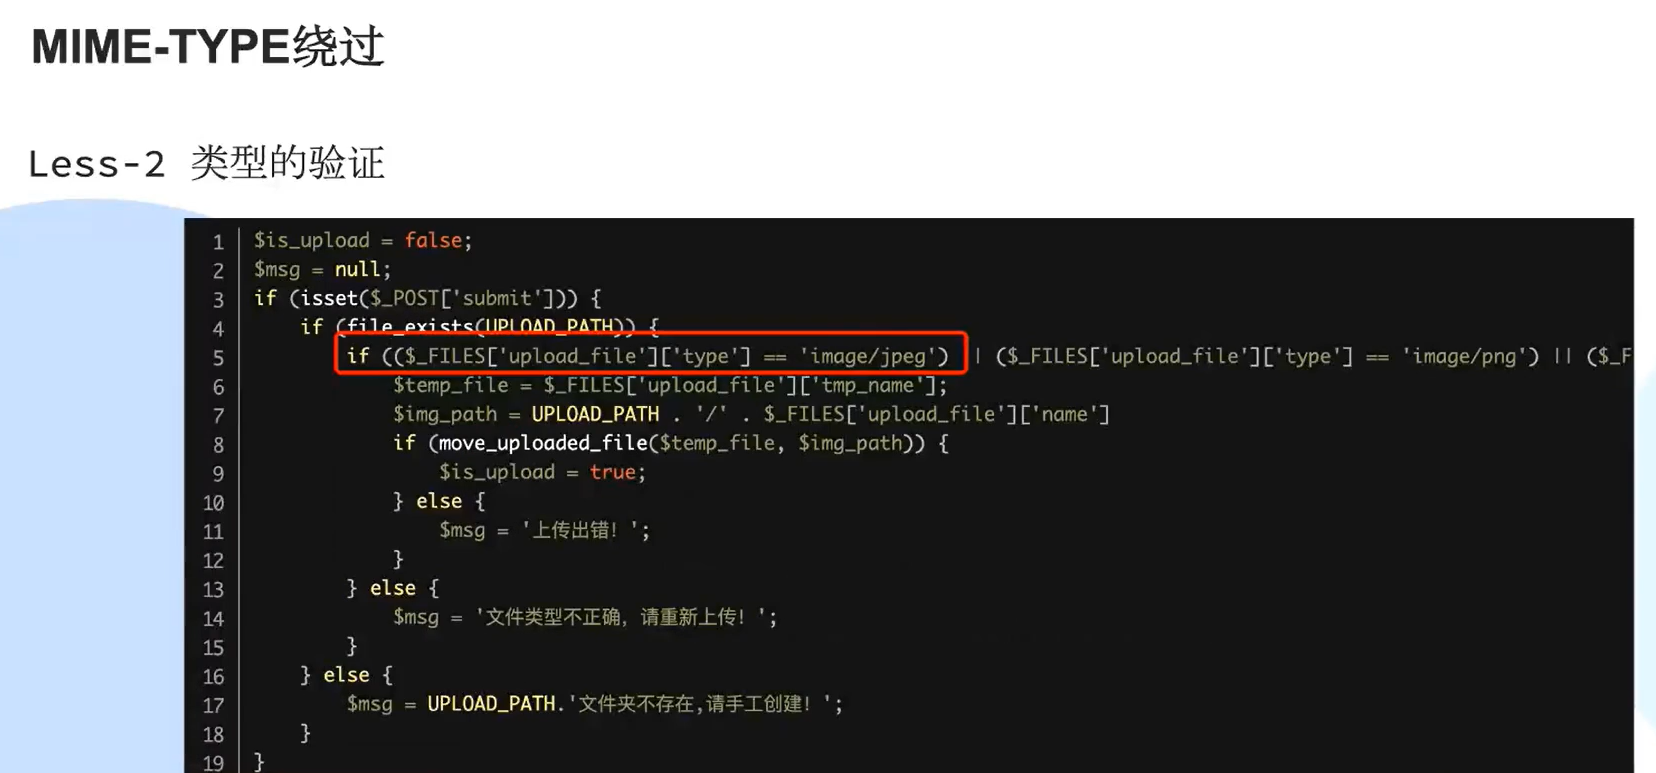 MIME-TYPE绕过
Less-2 类型的验证
1 $is_upload = false;
2 $msg = null;
3 if (isset($_POST['submit'])) {
4 if (file_exists(UPLOAD_PATH)) {
5 if (($_FILES['upload_file']['type'] == 'image/jpeg') | ($_FILES['upload_file']['type'] == 'image/png') || ($_F
6 $temp_file = $_FILES['upload_file']['tmp_name'];
7 $img_path = UPLOAD_PATH . '/' . $_FILES['upload_file']['name']
8 if (move_uploaded_file($temp_file, $img_path)) {
9 $is_upload = true;
10 } else {
11 $msg = '上传出错！';
12 }
13 } else {
14 $msg = '文件类型不正确，请重新上传！';
15 }
16 } else {
17 $msg = UPLOAD_PATH.'文件夹不存在,请手工创建！';
18 }
19 }